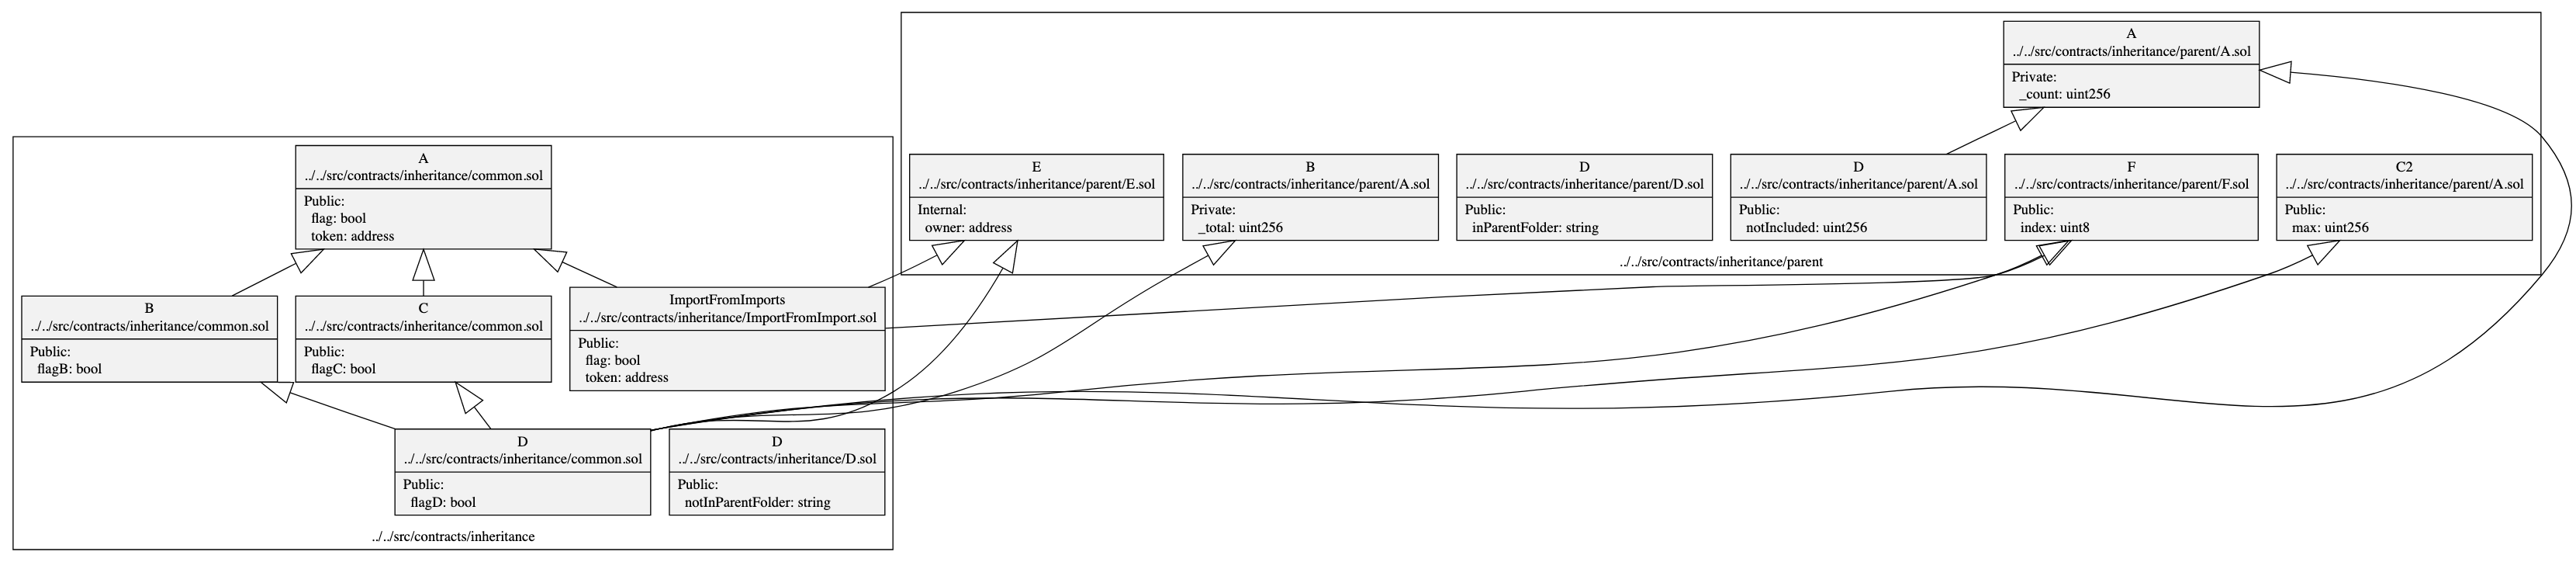 A
../../src/contracts/inheritance/parent/A.sol
Private:
_count: uint256
A
../../src/contracts/inheritance/common.sol
Public:
flag: bool
token: address
E
../../src/contracts/inheritance/parent/E.sol
Internal:
owner: address
B
../../src/contracts/inheritance/parent/A.sol
Private:
_total: uint256
D
../../src/contracts/inheritance/parent/D.sol
Public:
inParentFolder: string
D
../../src/contracts/inheritance/parent/A.sol
Public:
notIncluded: uint256
F
../../src/contracts/inheritance/parent/F.sol
Public:
index: uint8
C2
../../src/contracts/inheritance/parent/A.sol
Public:
max: uint256
../../src/contracts/inheritance/parent
B
../../src/contracts/inheritance/common.sol
Public:
flagB: bool
C
../../src/contracts/inheritance/common.sol
Public:
flagC: bool
ImportFromImports
../../src/contracts/inheritance/ImportFromImport.sol
Public:
flag: bool
token: address
D
../../src/contracts/inheritance/common.sol
Public:
flagD: bool
D
../../src/contracts/inheritance/D.sol
Public:
notInParentFolder: string
../../src/contracts/inheritance